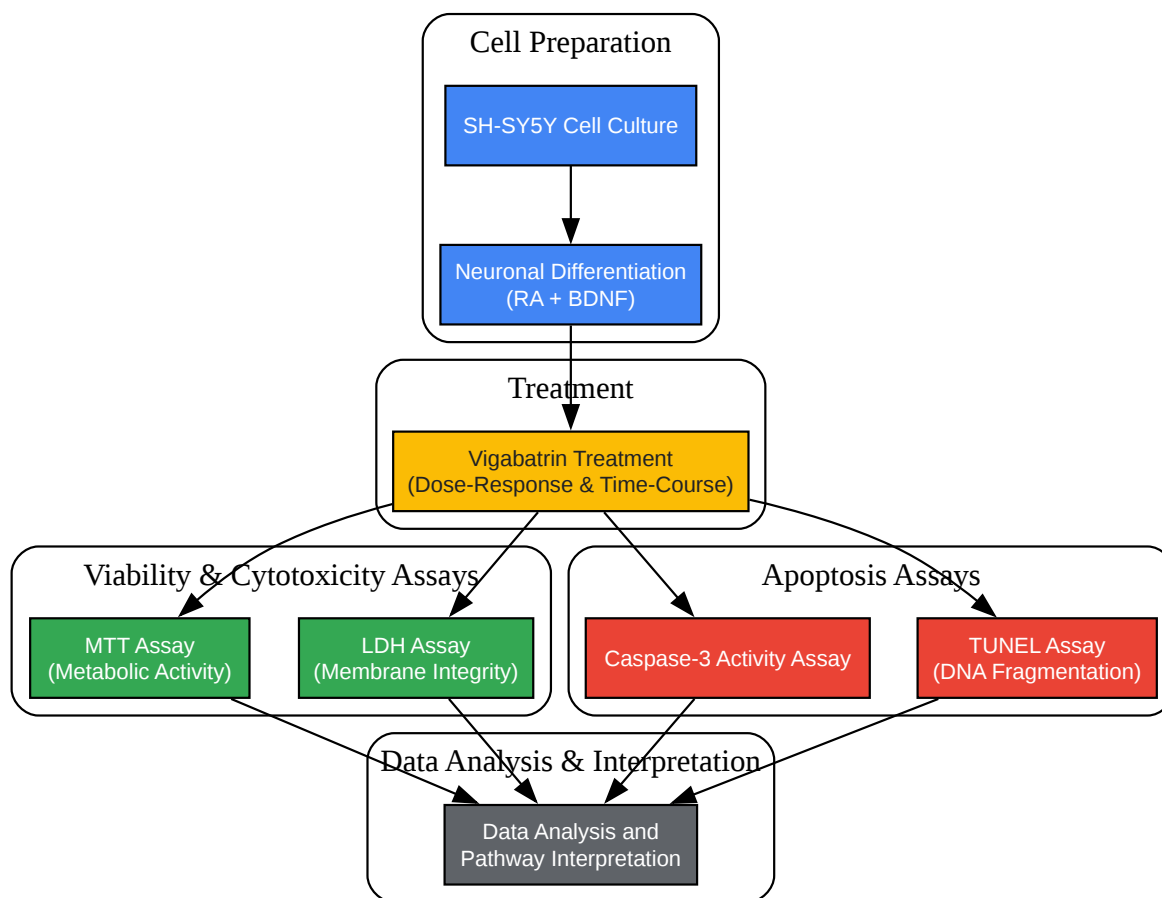 Cell Preparation
SH-SY5Y Cell Culture
Neuronal Differentiation
(RA + BDNF)
Treatment
Vigabatrin Treatment
(Dose-Response & Time-Course)
Viability & Cytotoxicity Assays
MTT Assay
(Metabolic Activity)
LDH Assay
(Membrane Integrity)
Apoptosis Assays
Caspase-3 Activity Assay
TUNEL Assay
(DNA Fragmentation)
Data Analysis & Interpretation
Data Analysis and
Pathway Interpretation